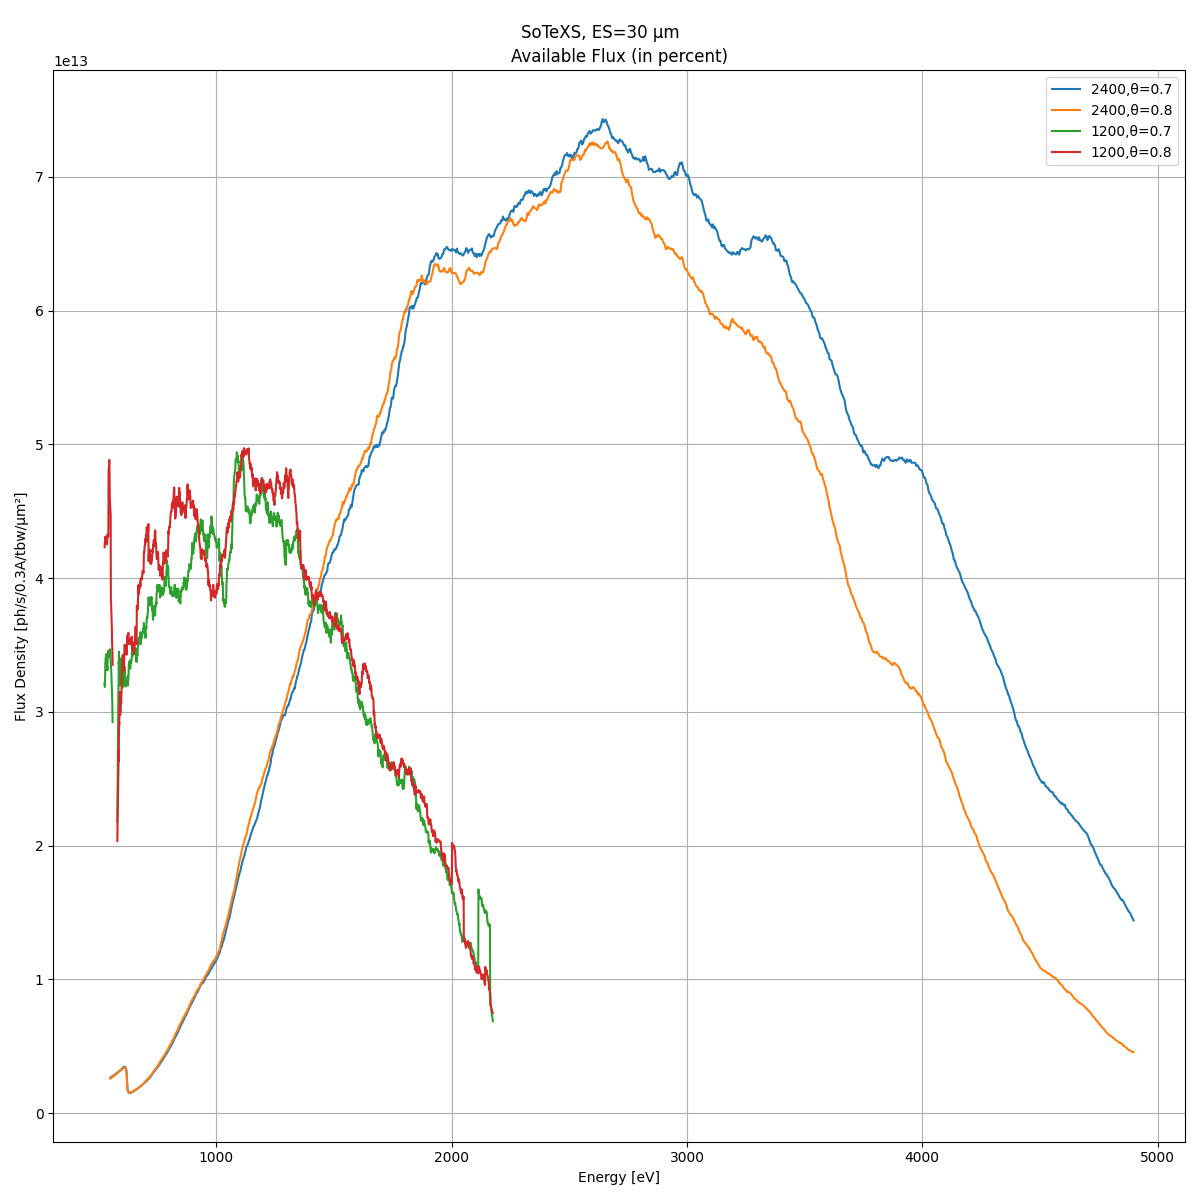 SoTeXS, ES=30 μm
Available Flux (in percent)
1e13
2400,θ=0.7
2400,θ=0.8
1200,θ=0.7
1200,θ=0.8
7
6
5
4
3
2
1
0
Flux Density [ph/s/0.3A/tbw/μm²]
1000
2000
3000
4000
5000
Energy [eV]